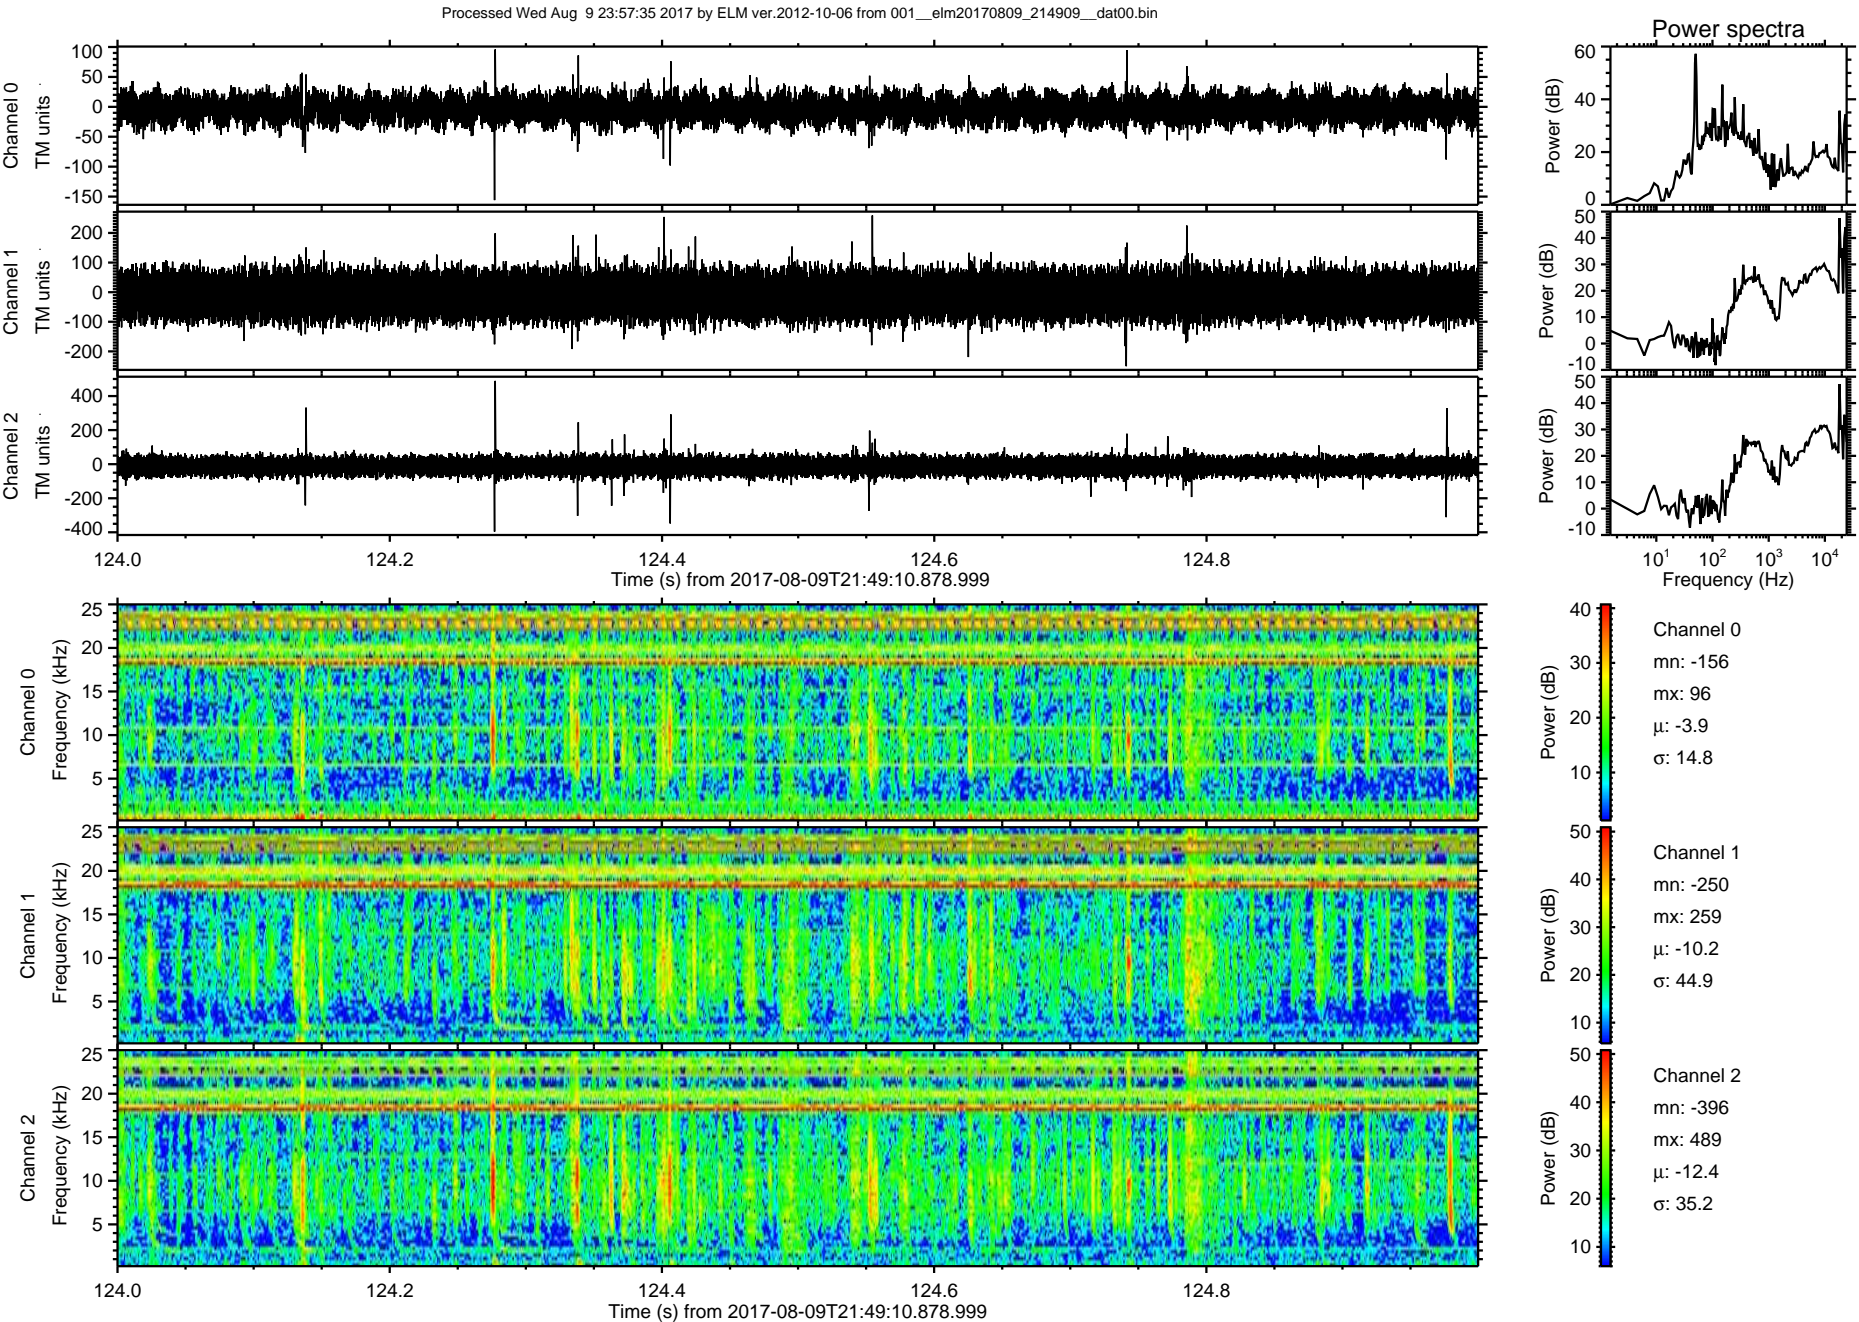 Processed Wed Aug  9 23:57:35 2017 by ELM ver.2012-10-06 from 001__elm20170809_214909__dat00.bin
Power spectra
Channel 0
TM units
100
50
0
-50
-100
-150
Power (dB)
60
40
20
0
Channel 1
TM units
200
100
0
-100
-200
Power (dB)
50
40
30
20
10
0
-10
Channel 2
TM units
400
200
0
-200
-400
Power (dB)
50
40
30
20
10
0
-10
124.0 124.2 124.4 124.6 124.8
Time (s) from 2017-08-09T21:49:10.878.999
10^1 10^2 10^3 10^4
Frequency (Hz)
Channel 0
Frequency (kHz)
25
20
15
10
5
Power (dB)
40
30
20
10
Channel 0
mn: -156
mx: 96
μ: -3.9
σ: 14.8
Channel 1
Frequency (kHz)
25
20
15
10
5
Power (dB)
50
40
30
20
10
Channel 1
mn: -250
mx: 259
μ: -10.2
σ: 44.9
Channel 2
Frequency (kHz)
25
20
15
10
5
Power (dB)
50
40
30
20
10
Channel 2
mn: -396
mx: 489
μ: -12.4
σ: 35.2
124.0 124.2 124.4 124.6 124.8
Time (s) from 2017-08-09T21:49:10.878.999